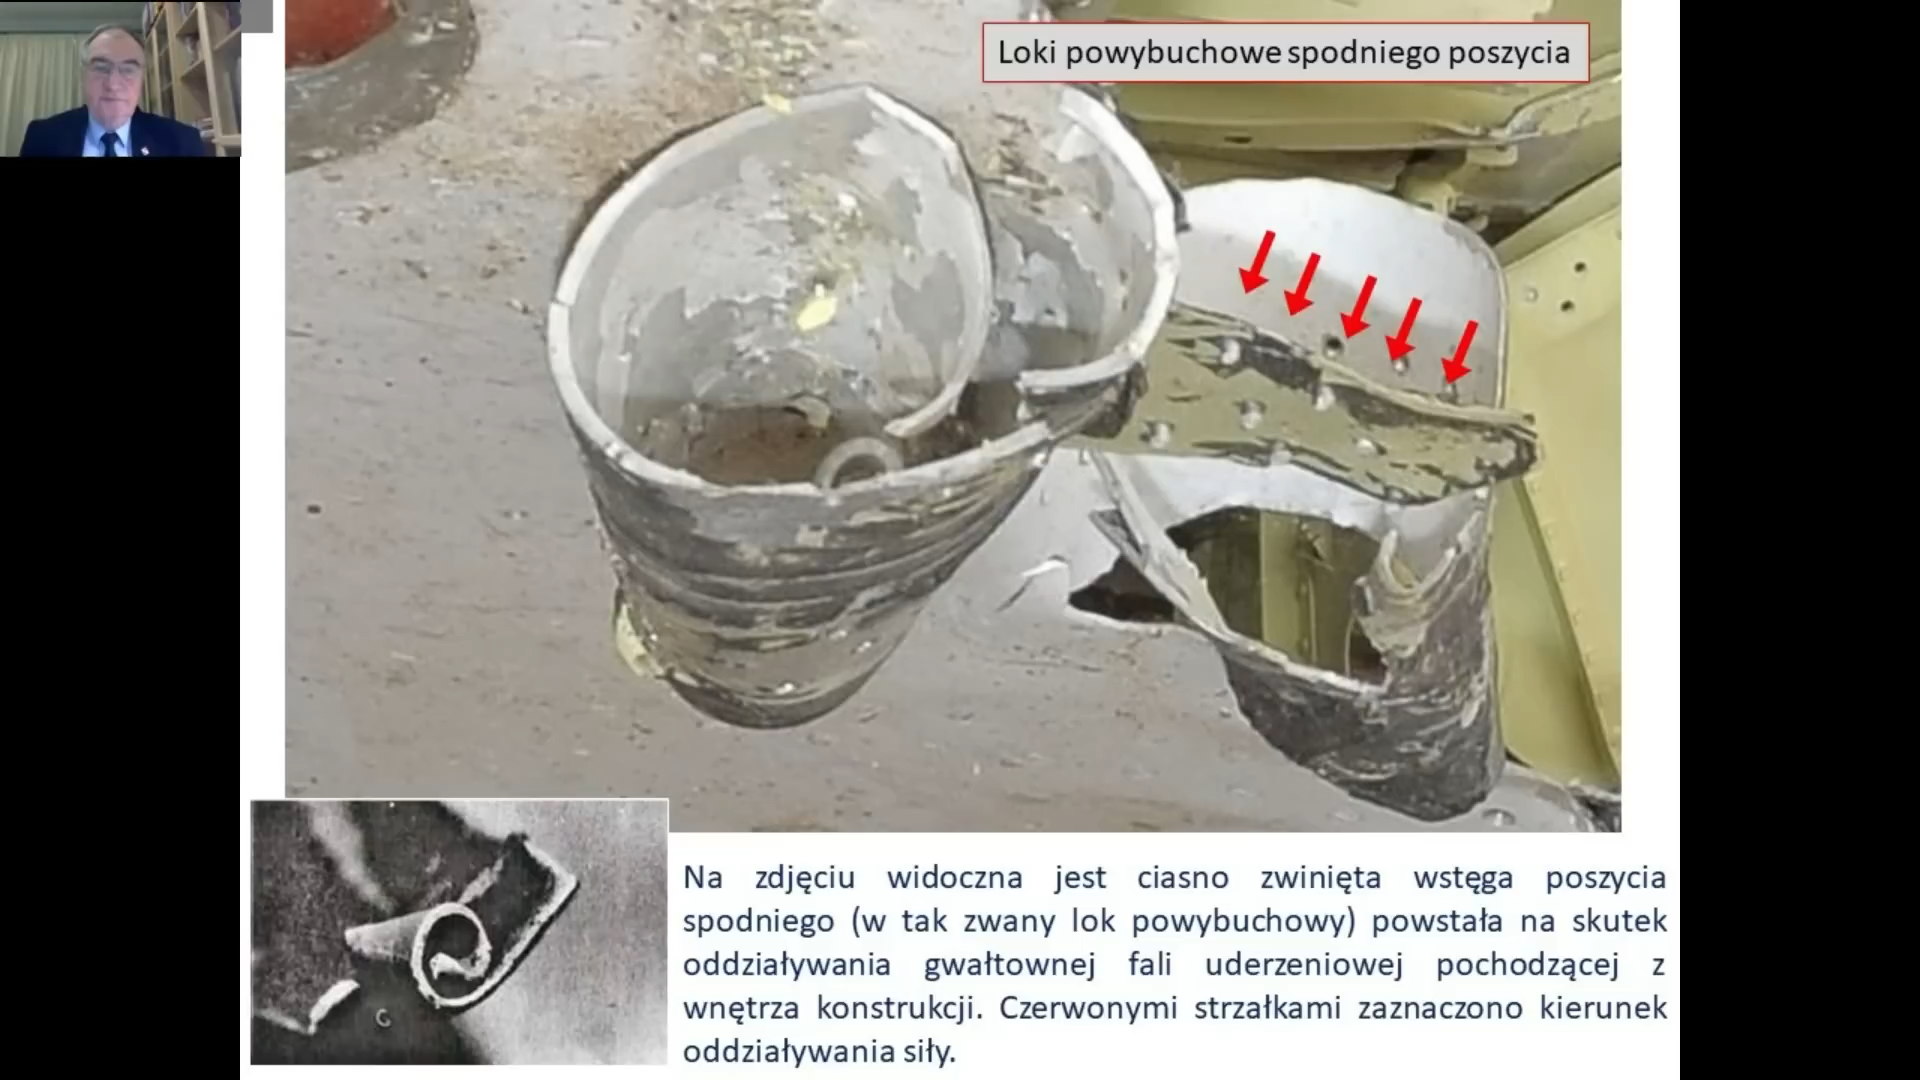 Loki powybuchowe spodniego poszycia
Na zdjęciu widoczna jest ciasno zwinięta wstęga poszycia
spodniego (w tak zwany lok powybuchowy) powstała na skutek
oddziaływania gwałtownej fali uderzeniowej pochodzącej z
wnętrza konstrukcji. Czerwonymi strzałkami zaznaczono kierunek
oddziaływania siły.